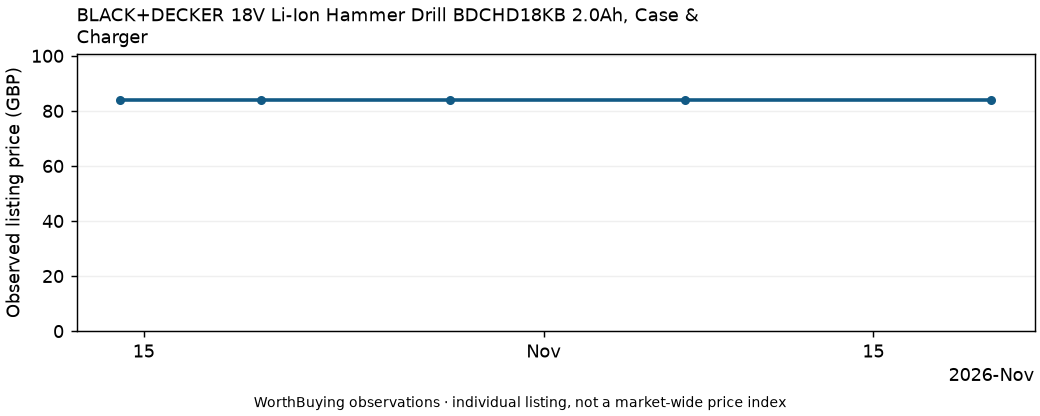 BLACK+DECKER 18V Li-Ion Hammer Drill BDCHD18KB 2.0Ah, Case &
Charger
Observed listing price (GBP)
100
80
60
40
20
0
15
Nov
15
2026-Nov
WorthBuying observations · individual listing, not a market-wide price index